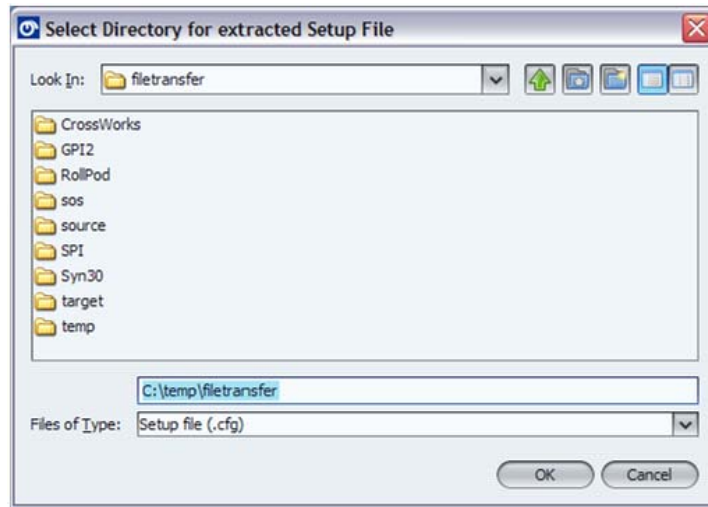 Select Directory for extracted Setup File
Look In: filetransfer
CrossWorks
GPI2
RollPod
sos
source
SPI
Syn30
target
temp
C:\temp\filetransfer
Files of Type: Setup file (.cfg)
OK Cancel